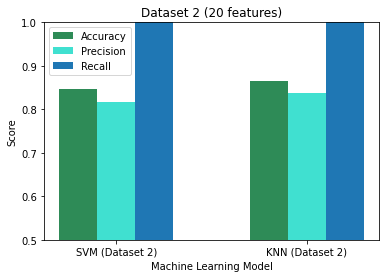 Dataset 2 (20 features)
Accuracy
Precision
Recall
1.0
0.9
0.8
0.7
0.6
0.5
Score
SVM (Dataset 2)
KNN (Dataset 2)
Machine Learning Model